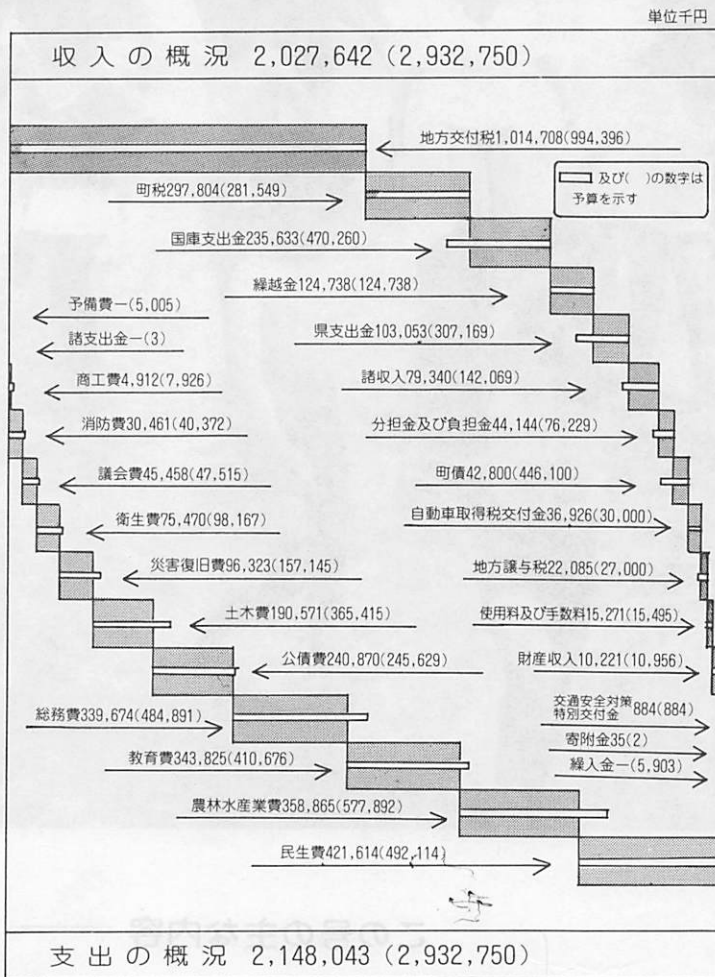 単位千円
収入の概況 2,027,642(2,932,750)
地方交付税1,014,708(994,396)
▭及び( )の数字は
予算を示す
町税297,804(281,549)
国庫支出金235,633(470,260)
繰越金124,738(124,738)
予備費ー(5,005)
県支出金103,053(307,169)
諸支出金ー(3)
商工費4,912(7,926)
諸収入79,340(142,069)
消防費30,461(40,372)
分担金及び負担金44,144(76,229)
議会費45,458(47,515)
町債42,800(446,100)
衛生費75,470(98,167)
自動車取得税交付金36,926(30,000)
災害復旧費96,323(157,145)
地方譲与税22,085(27,000)
土木費190,571(365,415)
使用料及び手数料15,271(15,495)
公債費240,870(245,629)
財産収入10,221(10,956)
総務費339,674(484,891)
交通安全対策
特別交付金 884(884)
寄附金35(2)
教育費343,825(410,676)
繰入金ー(5,903)
農林水産業費358,865(577,892)
民生費421,614(492,114)
この号の主な内容
支出の概況 2,148,043(2,932,750)